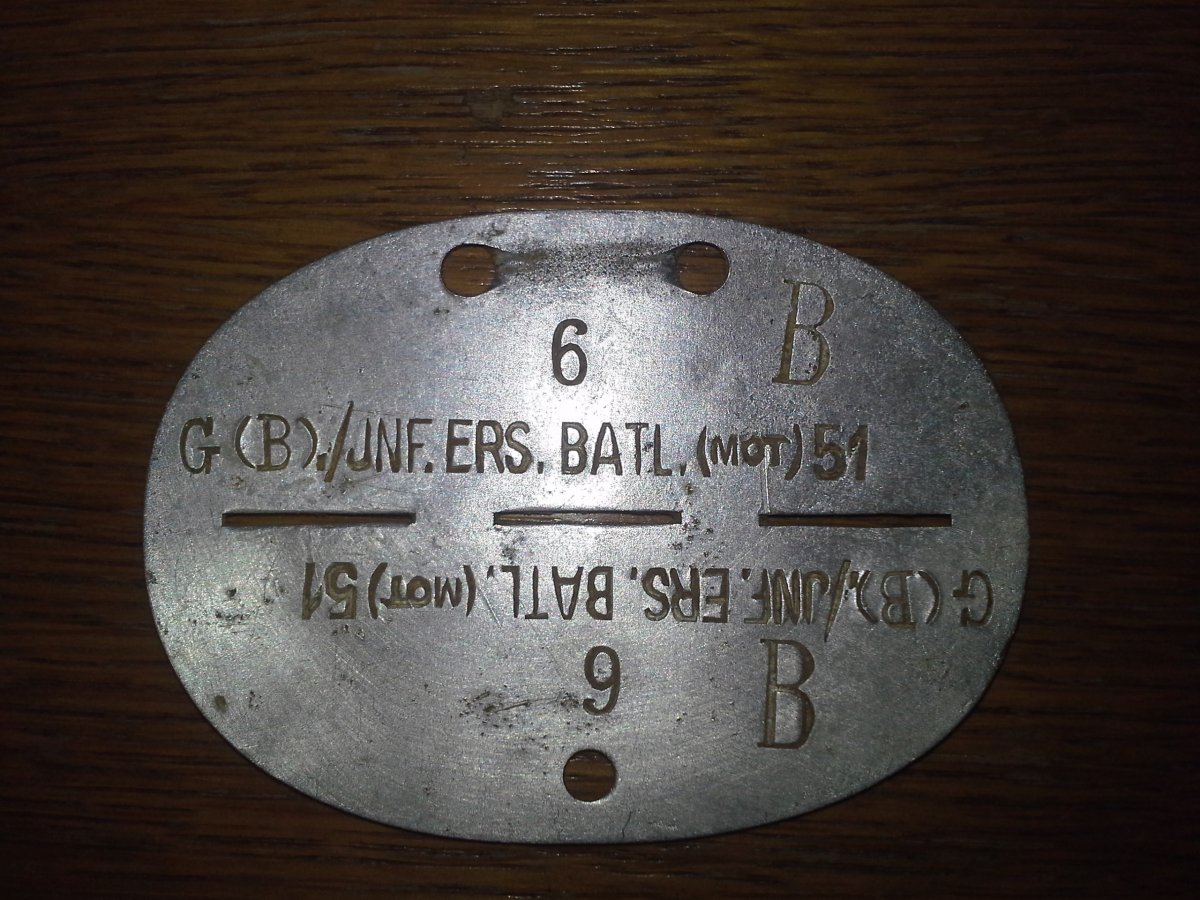 6 B
G (B)./JNF. ERS. BATL. (MOT) 51
G (B)./JNF. ERS. BATL. (MOT) 51
6 B